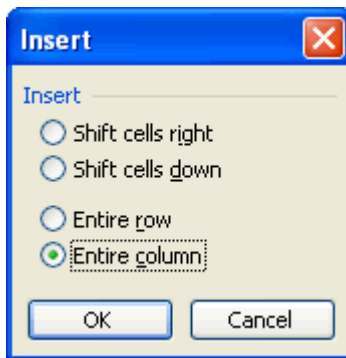 Insert
Insert
Shift cells right
Shift cells down
Entire row
Entire column
OK
Cancel